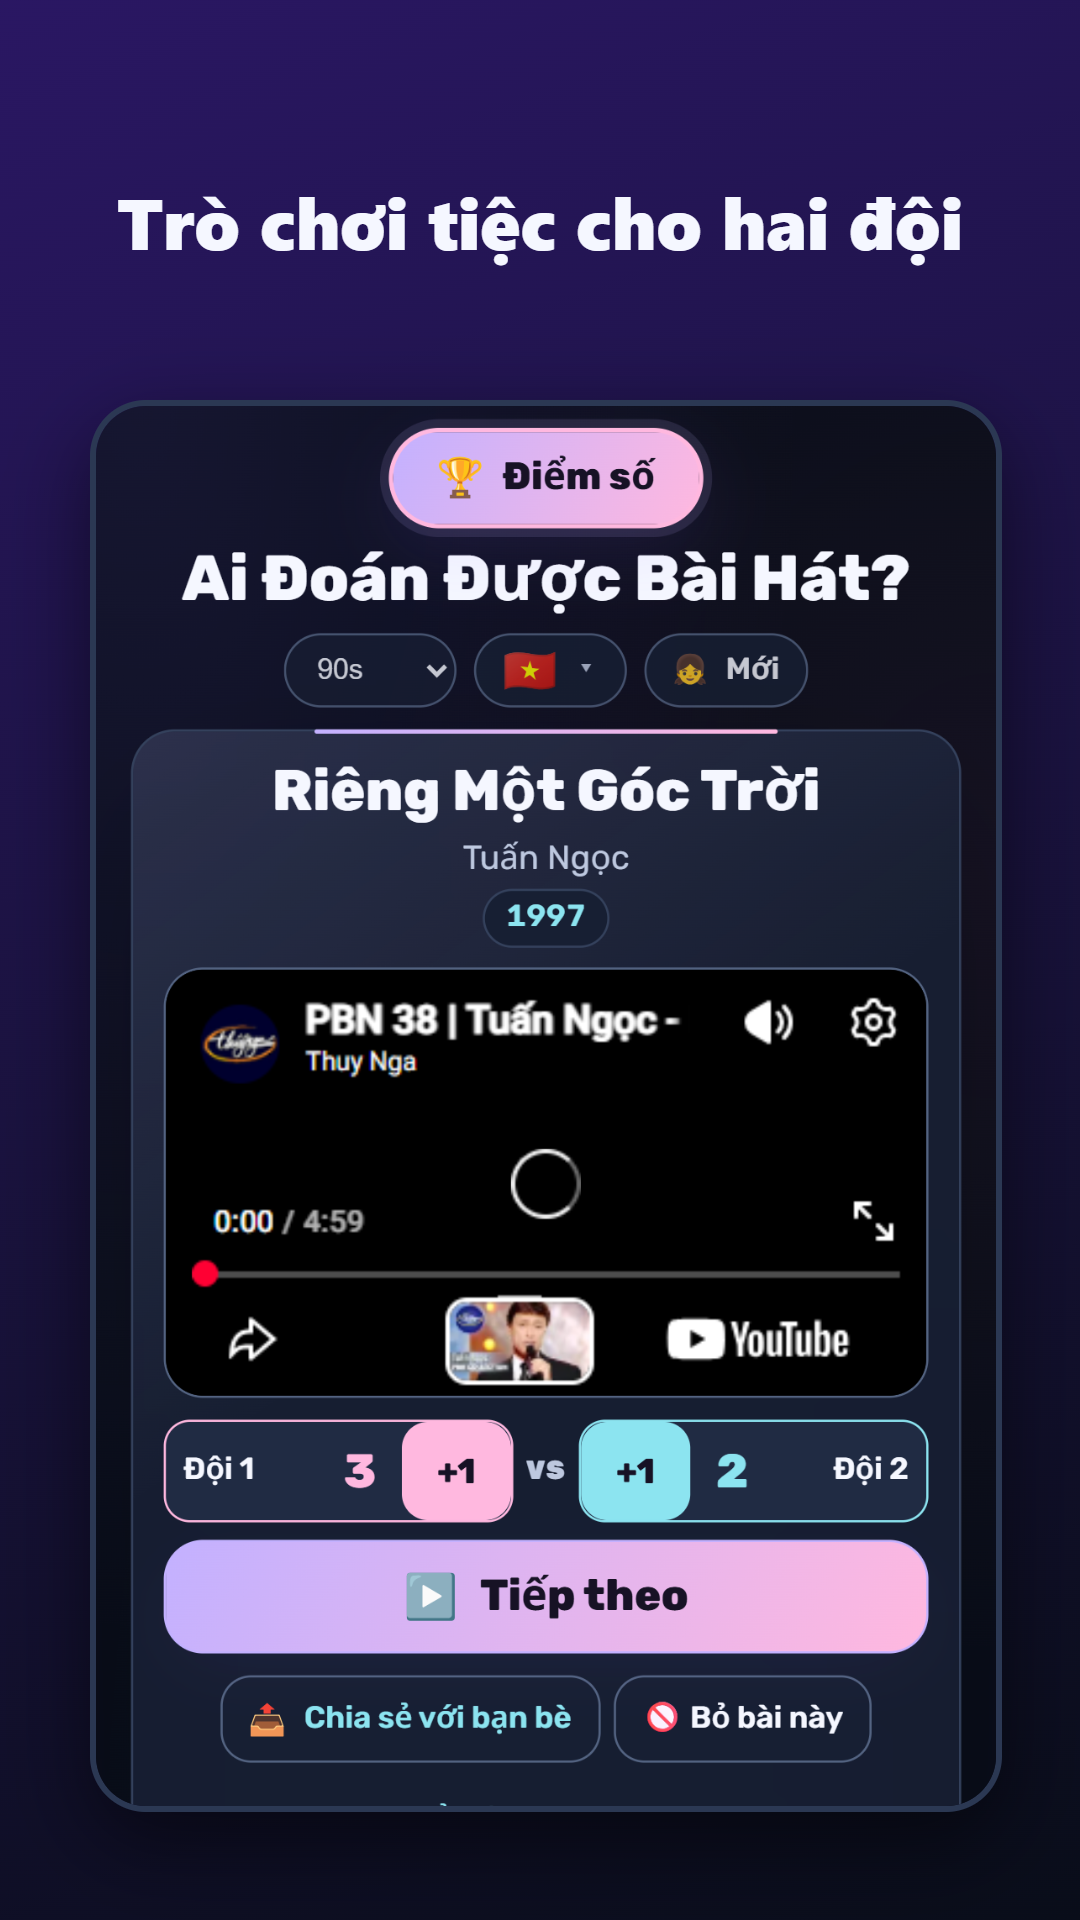 Trò chơi tiệc cho hai đội
🏆 Điểm số
Ai Đoán Được Bài Hát?
90s
👧 Mới
Riêng Một Góc Trời
Tuấn Ngọc
1997
PBN 38 | Tuấn Ngọc -
Thuy Nga
0:00 / 4:59
YouTube
Đội 1 3 +1 vs +1 2 Đội 2
▶️ Tiếp theo
📤 Chia sẻ với bạn bè
🚫 Bỏ bài này